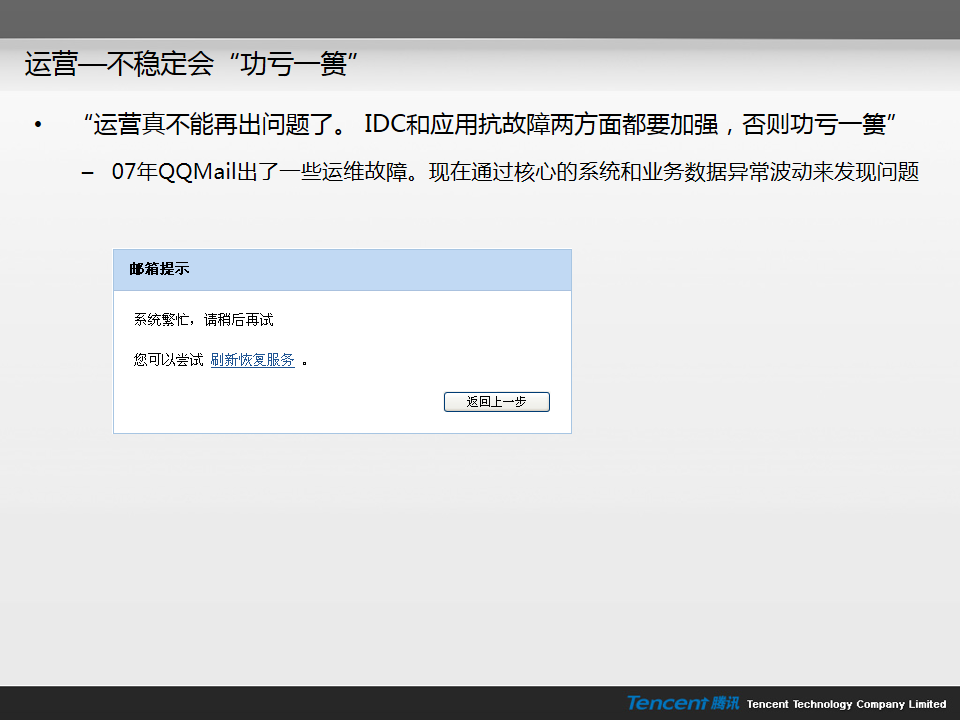 运营—不稳定会“功亏一篑”
• “运营真不能再出问题了。 IDC和应用抗故障两方面都要加强，否则功亏一篑”
– 07年QQMail出了一些运维故障。现在通过核心的系统和业务数据异常波动来发现问题
邮箱提示
系统繁忙，请稍后再试
您可以尝试 刷新恢复服务 。
返回上一步
Tencent 腾讯 Tencent Technology Company Limited